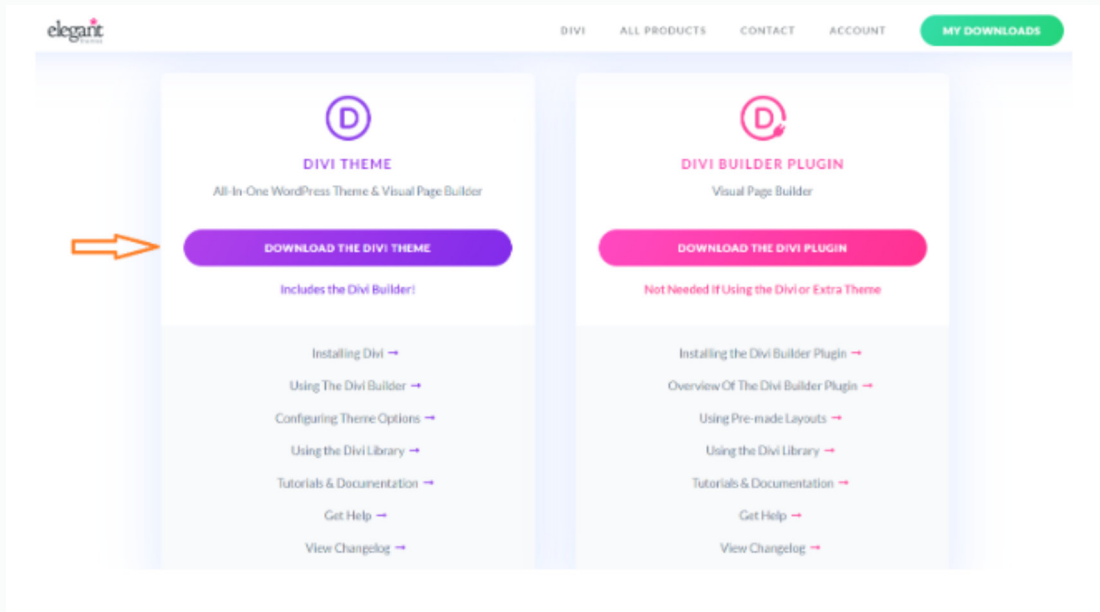 elegant themes
DIVI
ALL PRODUCTS
CONTACT
ACCOUNT
MY DOWNLOADS
D
DIVI THEME
All-In-One WordPress Theme & Visual Page Builder
DOWNLOAD THE DIVI THEME
Includes the Divi Builder!
Installing Divi →
Using The Divi Builder →
Configuring Theme Options →
Using the Divi Library →
Tutorials & Documentation →
Get Help →
View Changelog →
D
DIVI BUILDER PLUGIN
Visual Page Builder
DOWNLOAD THE DIVI PLUGIN
Not Needed If Using the Divi or Extra Theme
Installing the Divi Builder Plugin →
Overview Of The Divi Builder Plugin →
Using Pre-made Layouts →
Using the Divi Library →
Tutorials & Documentation →
Get Help →
View Changelog →